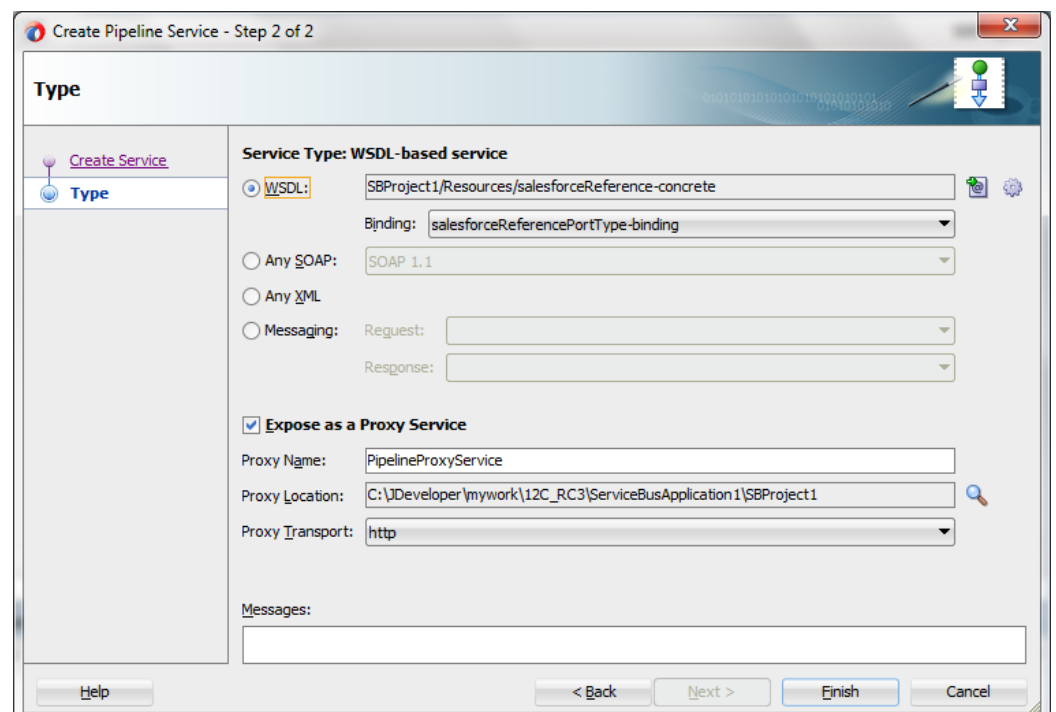 Create Pipeline Service - Step 2 of 2
X
Type
Create Service
Type
Service Type: WSDL-based service
WSDL: SBProject1/Resources/salesforceReference-concrete
Binding: salesforceReferencePortType-binding
Any SOAP: SOAP 1.1
Any XML
Messaging: Request:
Response:
Expose as a Proxy Service
Proxy Name: PipelineProxyService
Proxy Location: C:\JDeveloper\mywork\12C_RC3\ServiceBusApplication1\SBProject1
Proxy Transport: http
Messages:
Help < Back Next > Finish Cancel